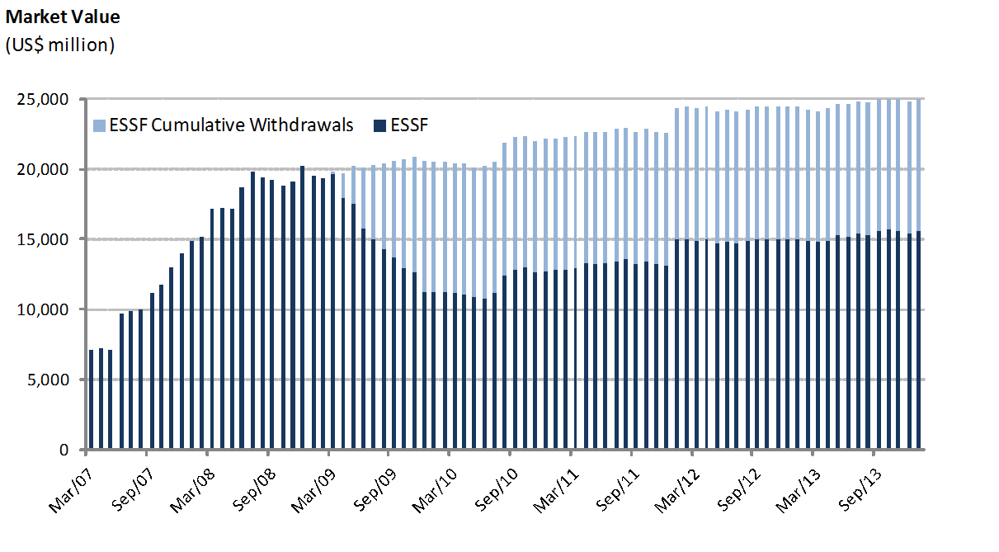 Market Value
(US$ million)
25,000
ESSF Cumulative Withdrawals ESSF
20,000
15,000
10,000
5,000
0
Mar/07 Sep/07 Mar/08 Sep/08 Mar/09 Sep/09 Mar/10 Sep/10 Mar/11 Sep/11 Mar/12 Sep/12 Mar/13 Sep/13